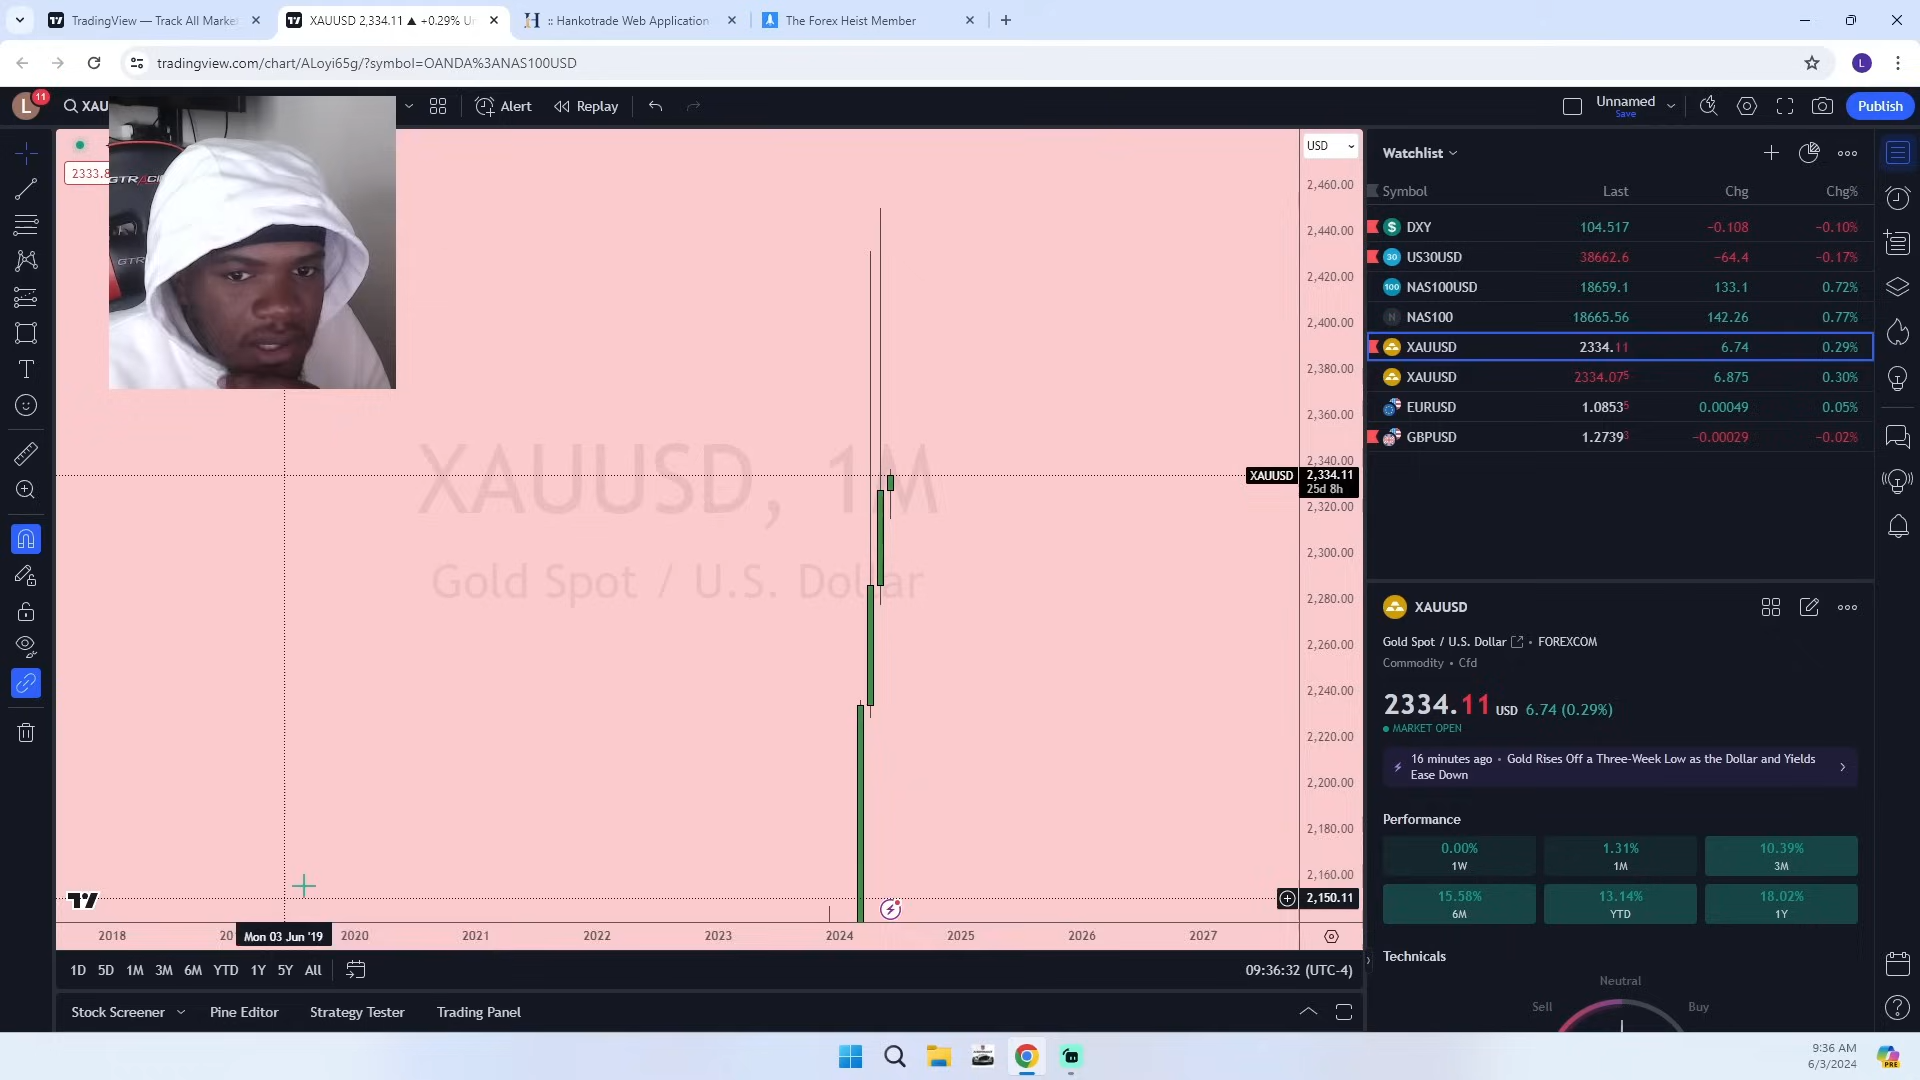 TradingView — Track All Marke
XAUUSD 2,334.11 ▲ +0.29% Un
:: Hankotrade Web Application
The Forex Heist Member
tradingview.com/chart/ALoyi65g/?symbol=OANDA%3ANAS100USD
L
L
11
XAU
Alert
Replay
Unnamed
Save
Publish
2333.8
GTRACI
GTR
USD
XAUUSD, 1M
Gold Spot / U.S. Dollar
2,460.00
2,440.00
2,420.00
2,400.00
2,380.00
2,360.00
2,340.00
XAUUSD
2,334.11
25d 8h
2,320.00
2,300.00
2,280.00
2,260.00
2,240.00
2,220.00
2,200.00
2,180.00
2,160.00
2,150.11
2018
20
Mon 03 Jun '19
2020
2021
2022
2023
2024
2025
2026
2027
1D 5D 1M 3M 6M YTD 1Y 5Y All
09:36:32 (UTC-4)
Stock Screener
Pine Editor
Strategy Tester
Trading Panel
Watchlist
Symbol Last Chg Chg%
DXY 104.517 −0.108 −0.10%
30 US30USD 38662.6 −64.4 −0.17%
100 NAS100USD 18659.1 133.1 0.72%
N NAS100 18665.56 142.26 0.77%
XAUUSD 2334.11 6.74 0.29%
XAUUSD 2334.075 6.875 0.30%
EURUSD 1.08535 0.00049 0.05%
GBPUSD 1.27393 −0.00029 −0.02%
XAUUSD
Gold Spot / U.S. Dollar • FOREXCOM
Commodity • Cfd
2334.11 USD 6.74 (0.29%)
MARKET OPEN
16 minutes ago • Gold Rises Off a Three-Week Low as the Dollar and Yields
Ease Down
Performance
0.00% 1.31% 10.39%
1W 1M 3M
15.58% 13.14% 18.02%
6M YTD 1Y
Technicals
Neutral
Sell
Buy
9:36 AM
6/3/2024
PRE